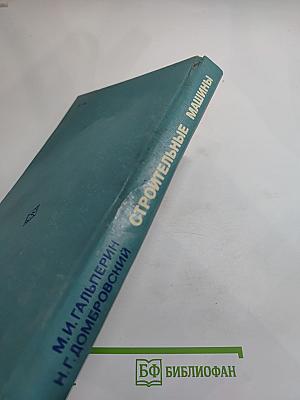 М.И.ГАЛЬПЕРИН
Н.Г.ДОМБРОВСКИЙ
СТРОИТЕЛЬНЫЕ МАШИНЫ
БФ БИБЛИОФАН